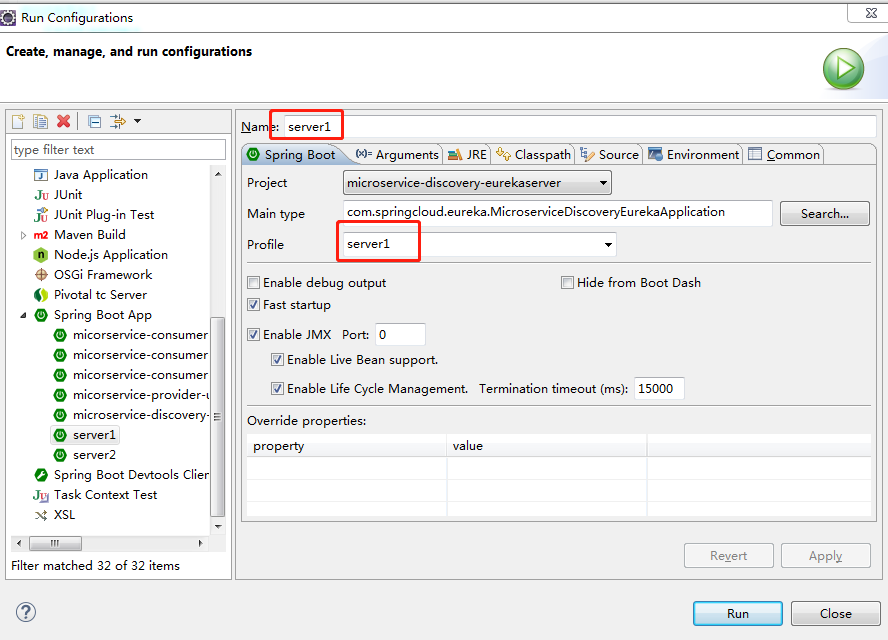 Run Configurations
Create, manage, and run configurations
type filter text
Java Application
JUnit
JUnit Plug-in Test
Maven Build
Node.js Application
OSGi Framework
Pivotal tc Server
Spring Boot App
micorservice-consumer
micorservice-consumer
micorservice-consumer
micorservice-provider-u
microservice-discovery-
server1
server2
Spring Boot Devtools Clier
Task Context Test
XSL
Filter matched 32 of 32 items
Name: server1
Spring Boot (x)= Arguments JRE Classpath Source Environment Common
Project microservice-discovery-eurekaserver
Main type com.springcloud.eureka.MicroserviceDiscoveryEurekaApplication Search...
Profile server1
Enable debug output Hide from Boot Dash
Fast startup
Enable JMX Port: 0
Enable Live Bean support.
Enable Life Cycle Management. Termination timeout (ms): 15000
Override properties:
property value
Revert Apply
Run Close